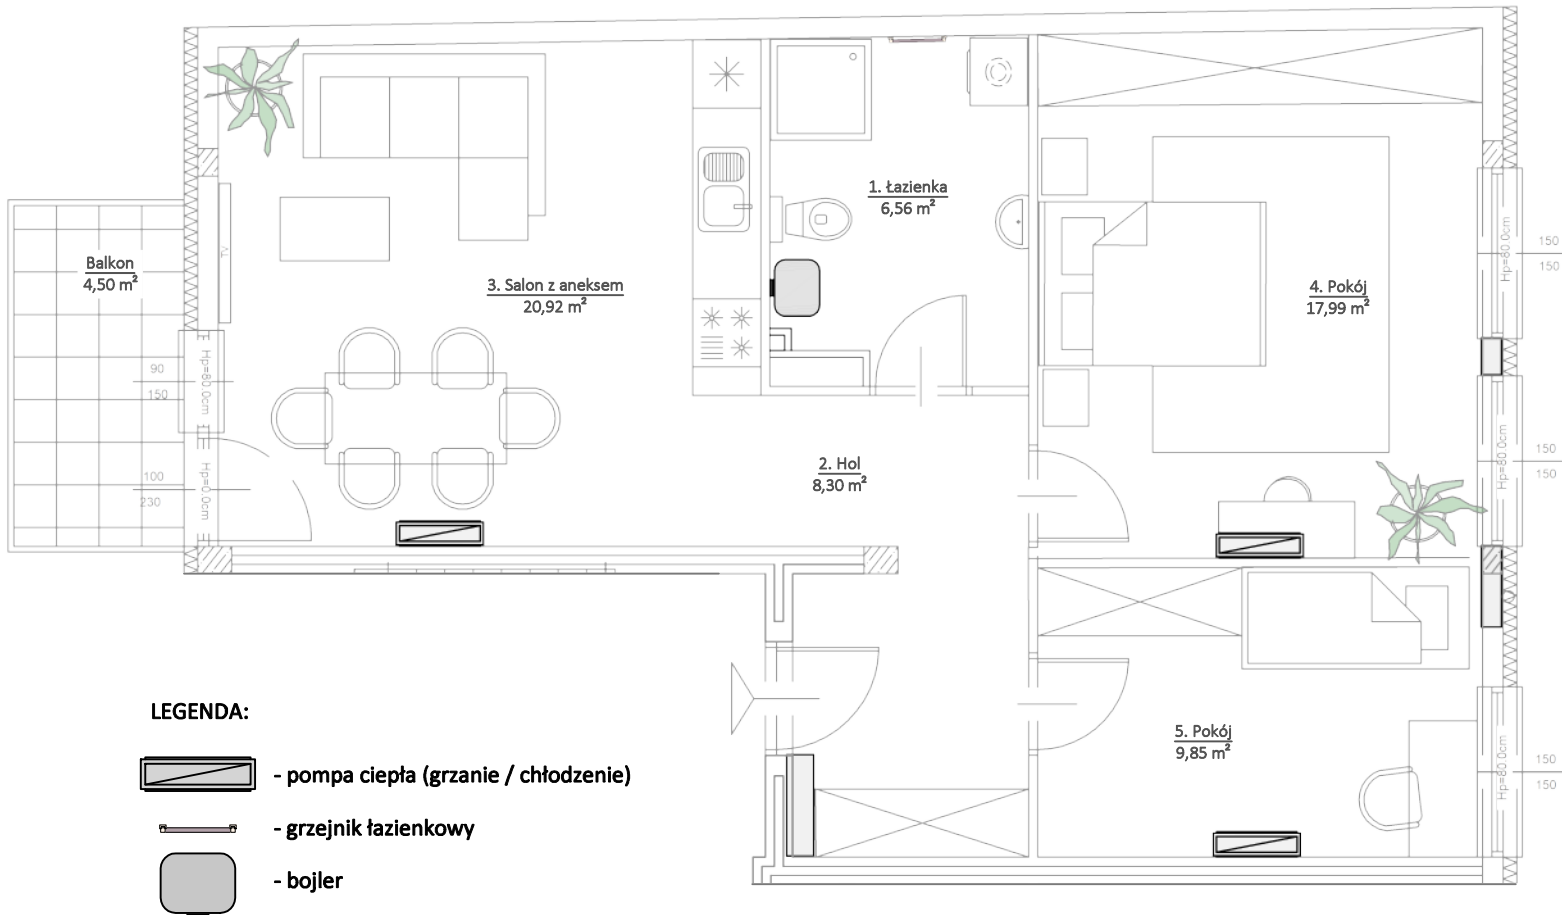 1. Łazienka
6,56 m²
Balkon
4,50 m²
TV
3. Salon z aneksem
20,92 m²
4. Pokój
17,99 m²
Hp=80.0cm
150
150
90
150
Hp=80.0cm
100
230
Hp=0.0cm
2. Hol
8,30 m²
Hp=80.0cm
150
150
5. Pokój
9,85 m²
Hp=80.0cm
150
150
LEGENDA:
- pompa ciepła (grzanie / chłodzenie)
- grzejnik łazienkowy
- bojler